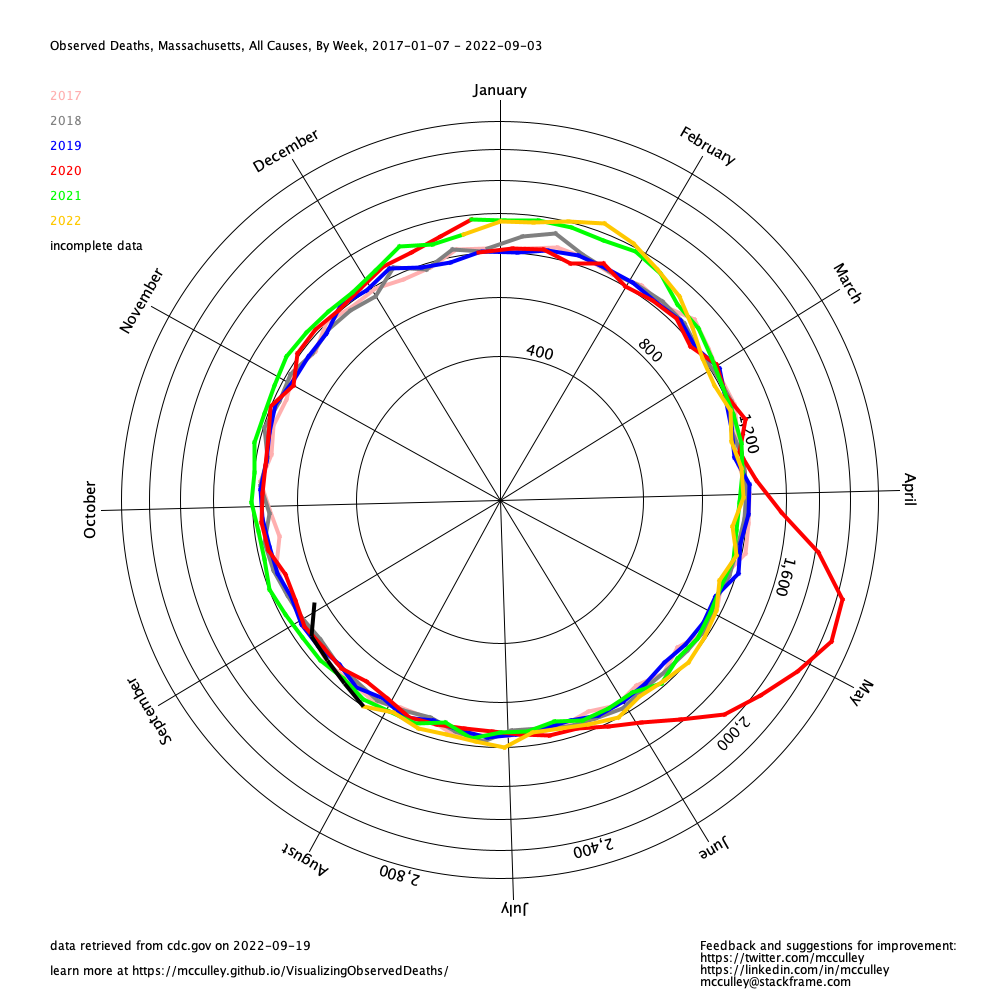 Observed Deaths, Massachusetts, All Causes, By Week, 2017-01-07 - 2022-09-03
January
2017
2018
2019
2020
2021
2022
incomplete data
December
February
November
March
400
800
1,200
October
April
1,600
September
May
2,000
August
2,800
2,400
June
July
data retrieved from cdc.gov on 2022-09-19
learn more at https://mcculley.github.io/VisualizingObservedDeaths/
Feedback and suggestions for improvement:
https://twitter.com/mcculley
https://linkedin.com/in/mcculley
mcculley@stackframe.com